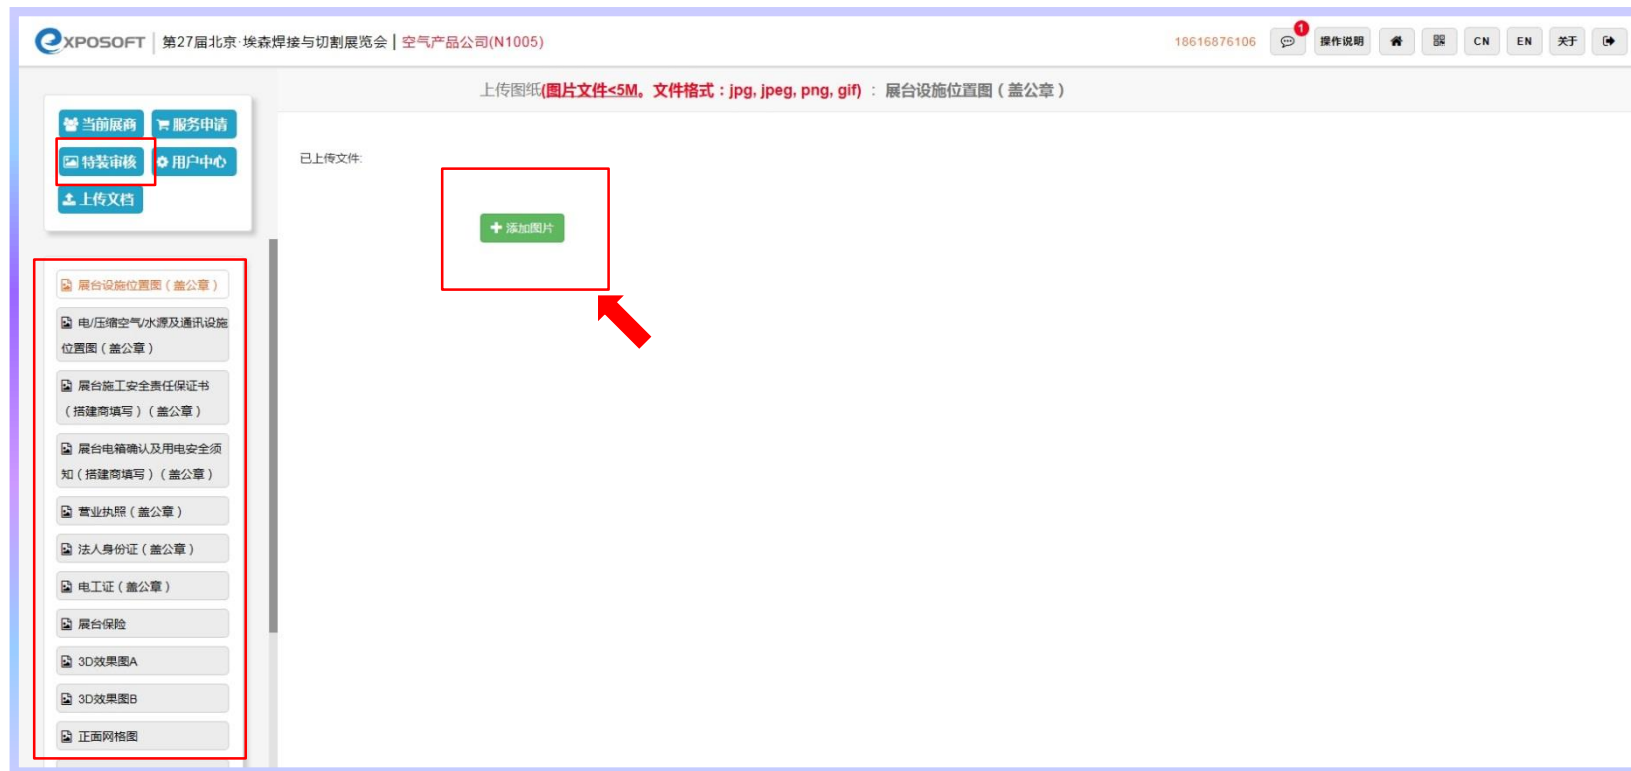 EXPOSOFT 第27届北京·埃森焊接与切割展览会 | 空气产品公司(N1005)
18616876106 1 操作说明 CN EN 关于
上传图纸(图片文件<5M。文件格式：jpg, jpeg, png, gif) ：展台设施位置图（盖公章）
当前展商 服务申请
特装审核 用户中心
上传文档
已上传文件:
添加图片
展台设施位置图（盖公章）
电/压缩空气/水源及通讯设施
位置图（盖公章）
展台施工安全责任保证书
（搭建商填写）（盖公章）
展台电箱确认及用电安全须
知（搭建商填写）（盖公章）
营业执照（盖公章）
法人身份证（盖公章）
电工证（盖公章）
展台保险
3D效果图A
3D效果图B
正面网格图